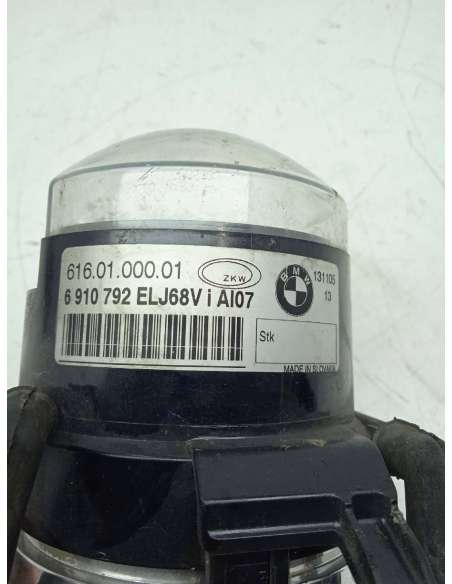 616.01.000.01
ZKW
BMW
131105
13
6 910 792 ELJ68V i AI07
Stk
MADE IN SLOVAKIA